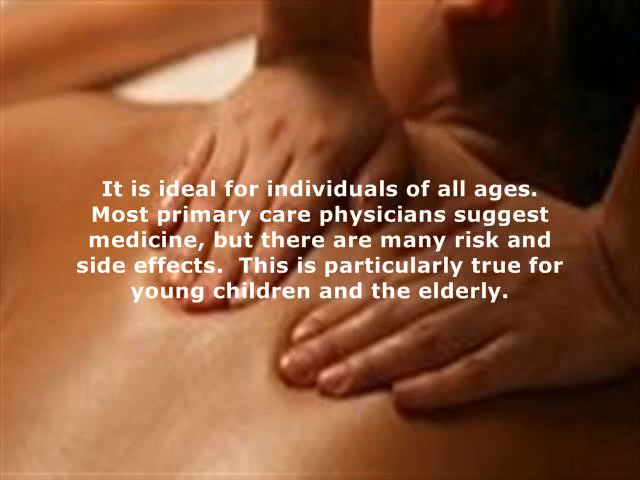 It is ideal for individuals of all ages.
Most primary care physicians suggest
medicine, but there are many risk and
side effects.  This is particularly true for
young children and the elderly.